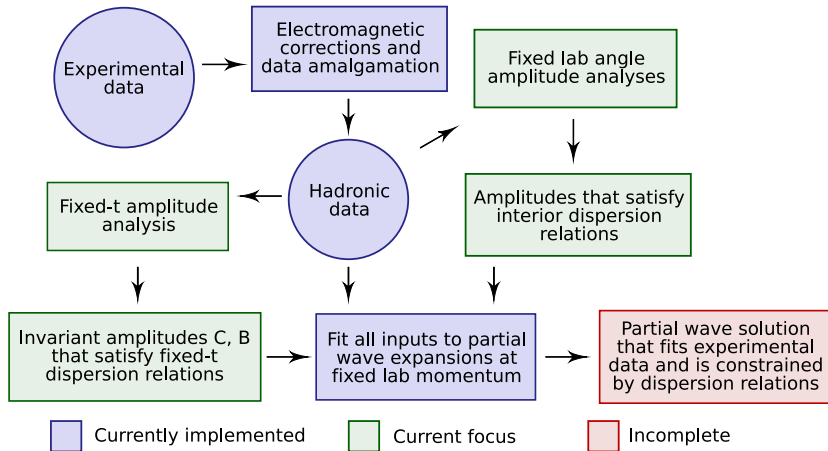 Experimental
data
Electromagnetic
corrections and
data amalgamation
Fixed lab angle
amplitude analyses
Hadronic
data
Fixed-t amplitude
analysis
Amplitudes that satisfy
interior dispersion
relations
Invariant amplitudes C, B
that satisfy fixed-t
dispersion relations
Fit all inputs to partial
wave expansions at
fixed lab momentum
Partial wave solution
that fits experimental
data and is constrained
by dispersion relations
Currently implemented
Current focus
Incomplete